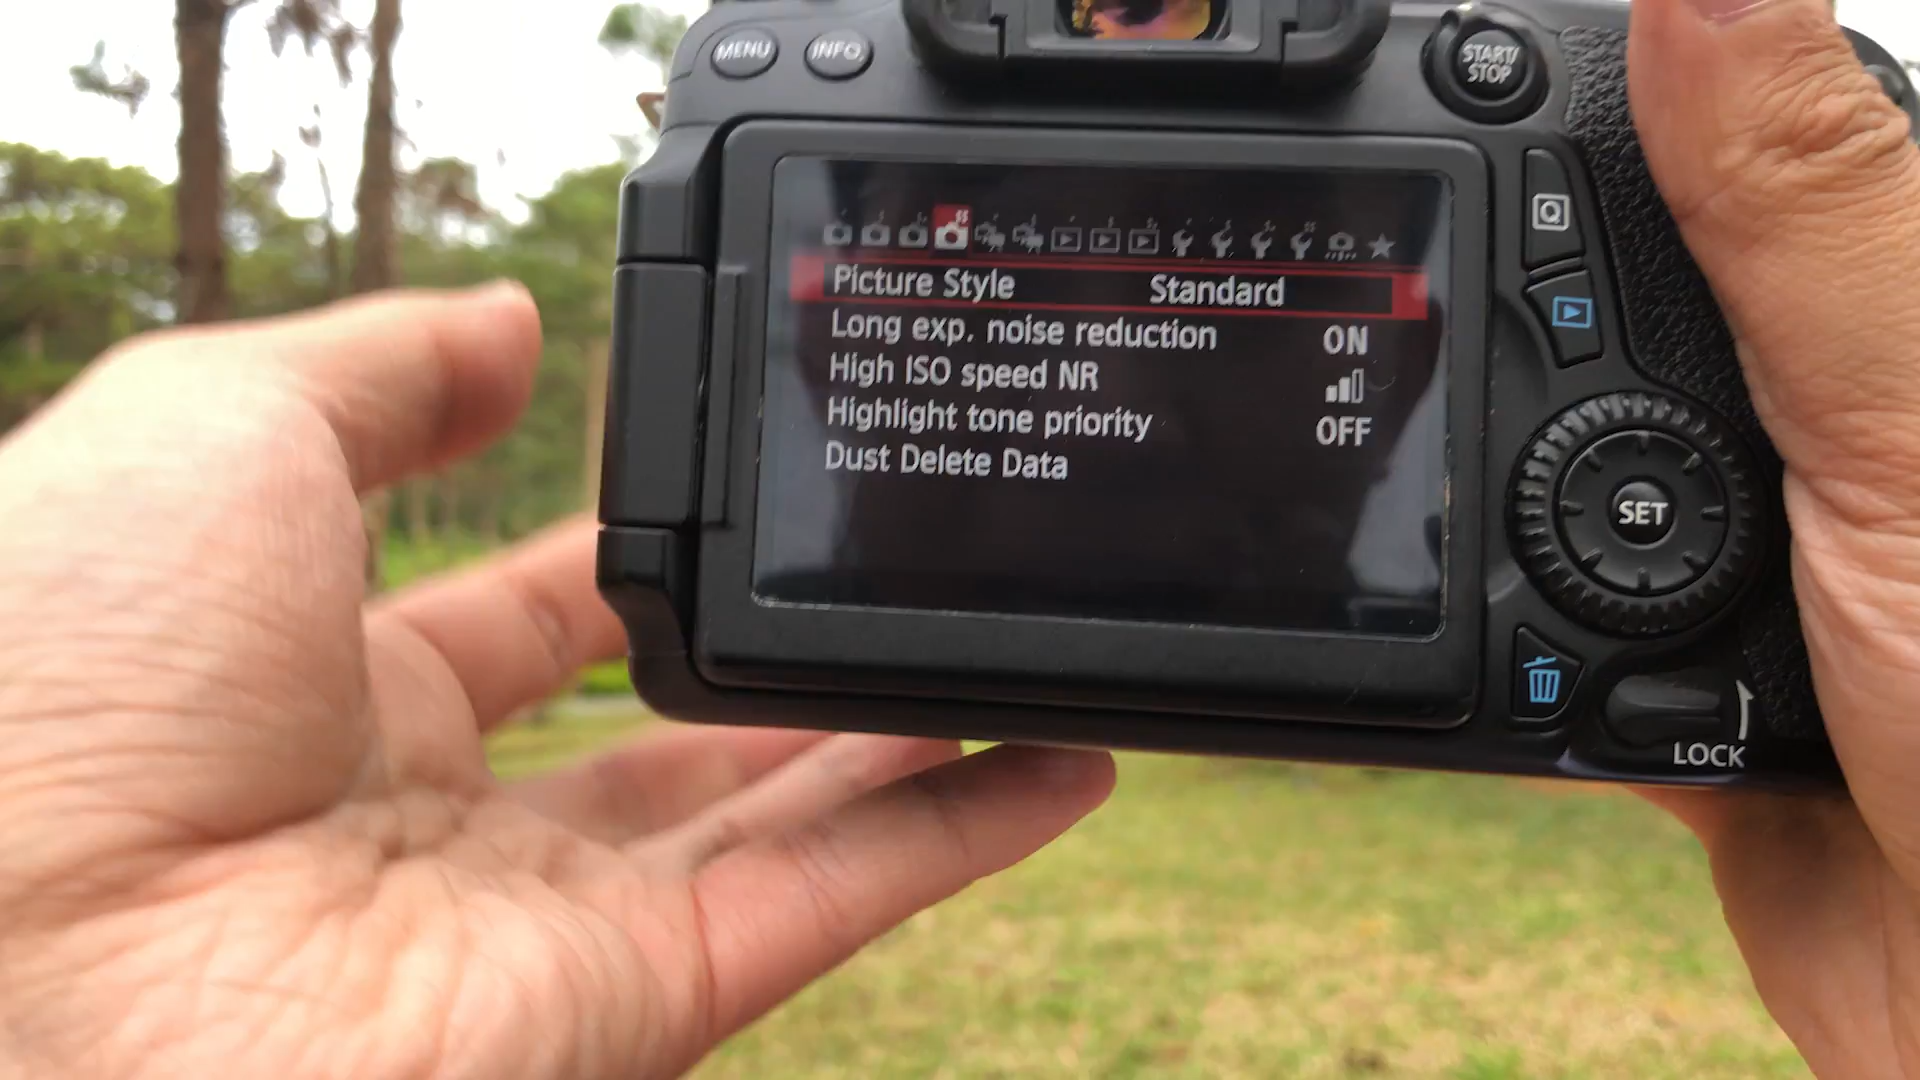 MENU INFO. START/ STOP
Q
Picture Style Standard
Long exp. noise reduction ON
High ISO speed NR
Highlight tone priority OFF
Dust Delete Data
SET
LOCK